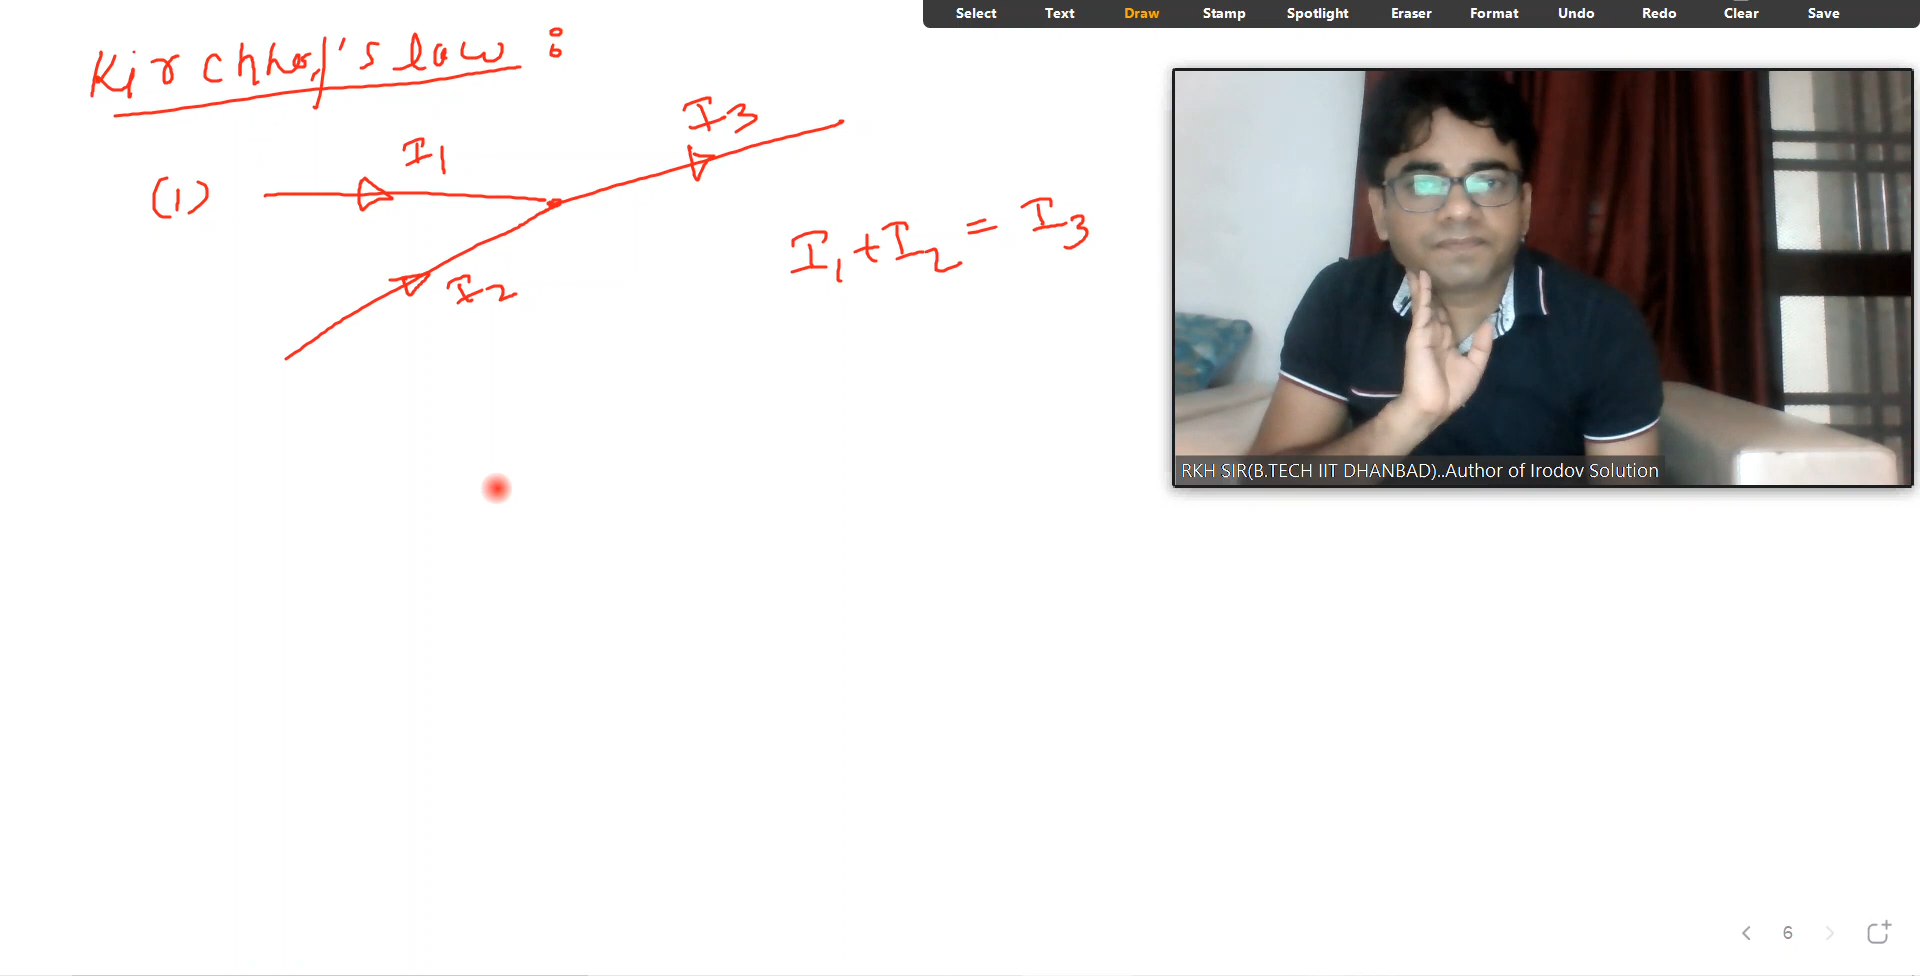 Select Text Draw Stamp Spotlight Eraser Format Undo Redo Clear Save
Kirchhof's law :
I3
I1
(1)
I1 + I2 = I3
I2
RKH SIR(B.TECH IIT DHANBAD)..Author of Irodov Solution
6